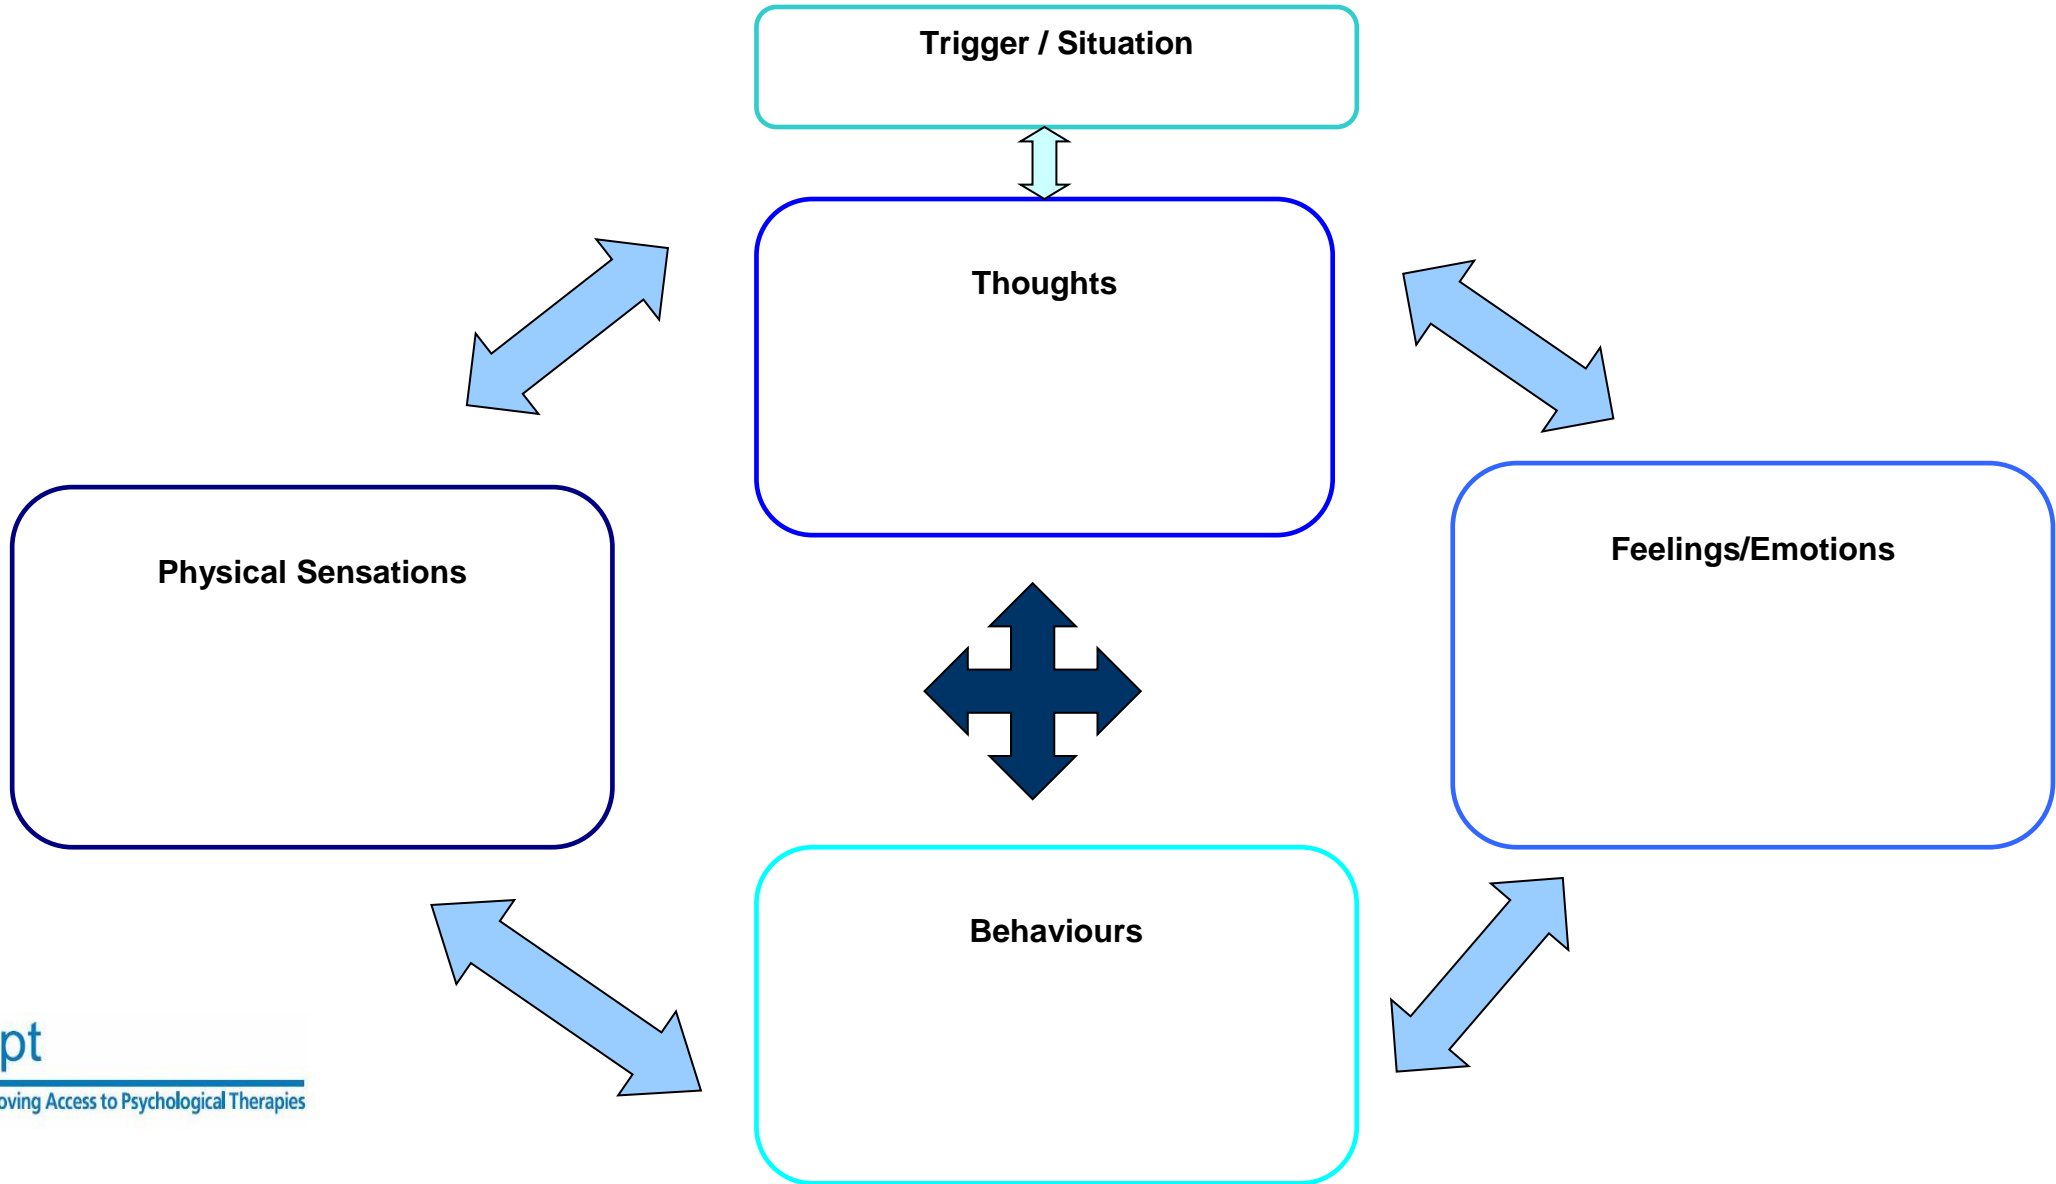 Trigger / Situation
Thoughts
Feelings/Emotions
Physical Sensations
Behaviours
pt
oving Access to Psychological Therapies